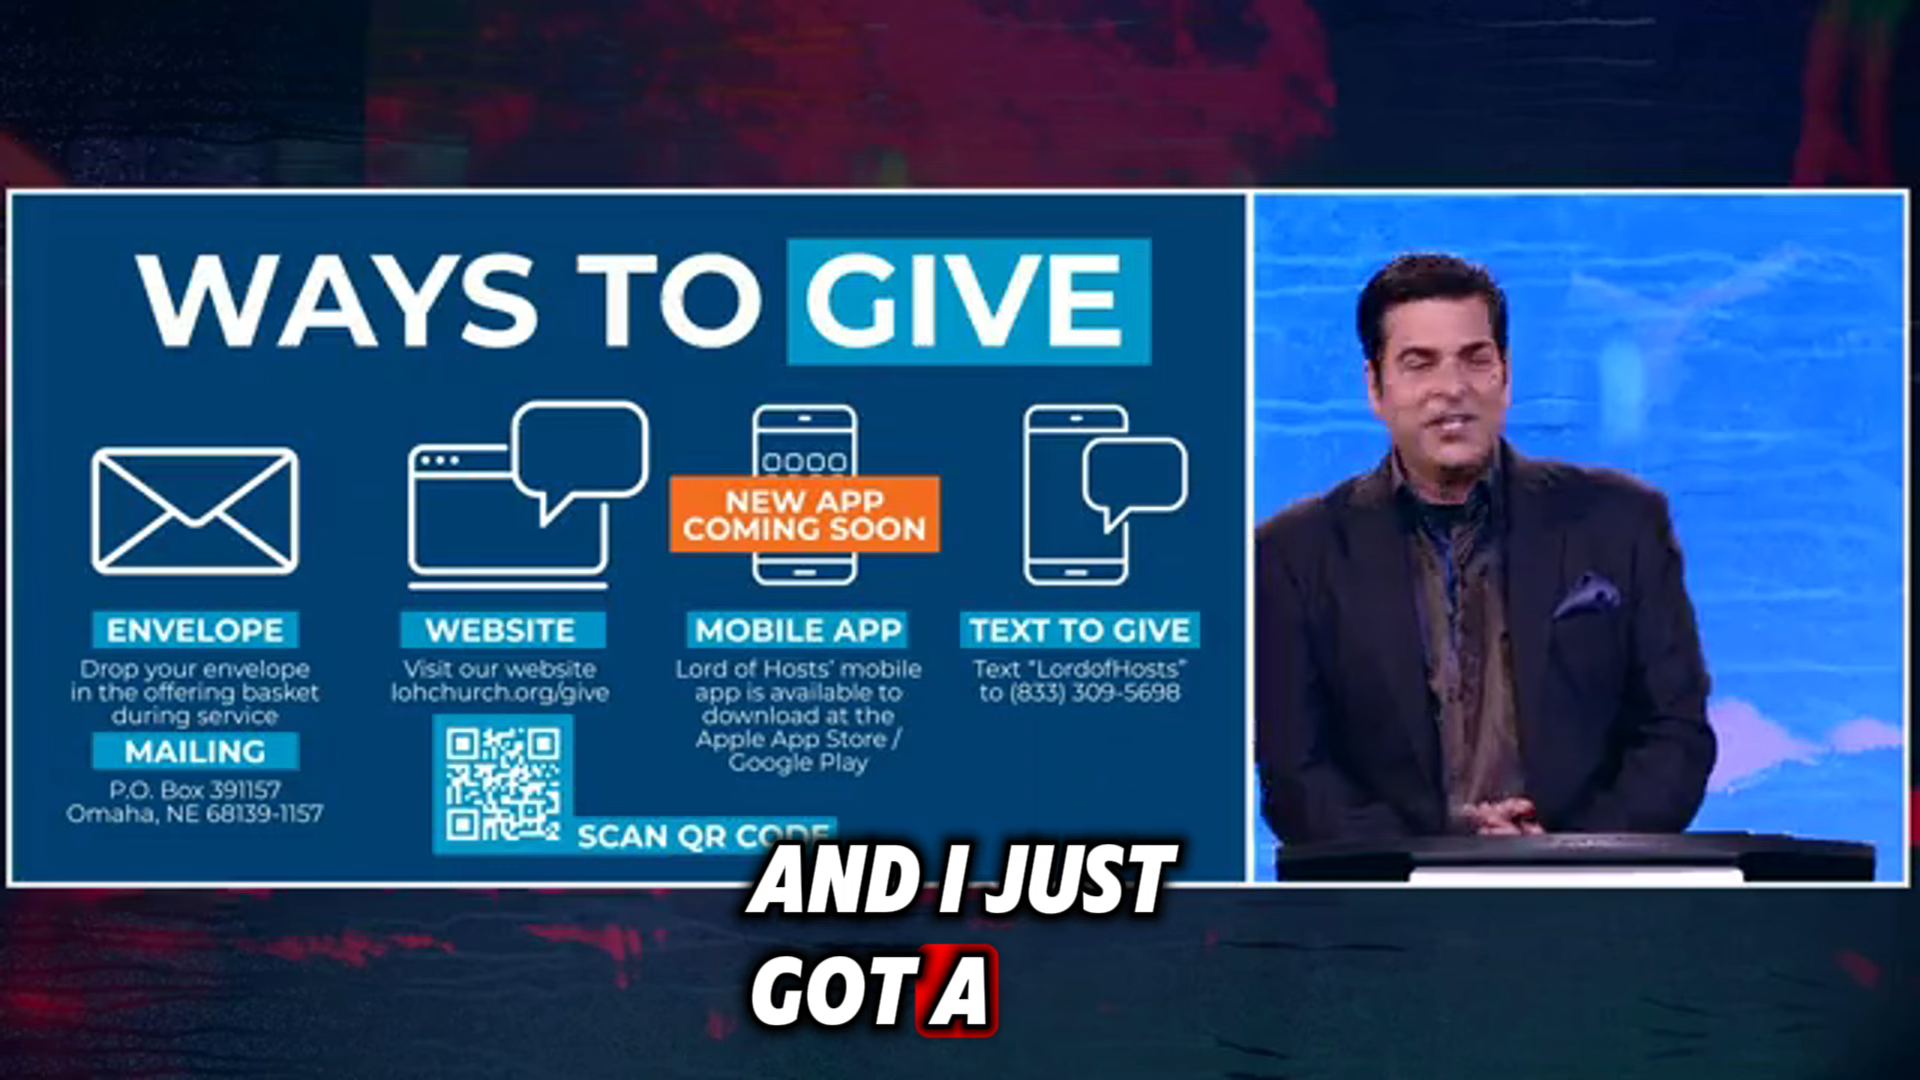 WAYS TO GIVE
NEW APP
COMING SOON
ENVELOPE
Drop your envelope
in the offering basket
during service
MAILING
P.O. Box 391157
Omaha, NE 68139-1157
WEBSITE
Visit our website
lohchurch.org/give
SCAN QR CODE
MOBILE APP
Lord of Hosts' mobile
app is available to
download at the
Apple App Store /
Google Play
TEXT TO GIVE
Text "LordofHosts"
to (833) 309-5698
AND I JUST
GOT A